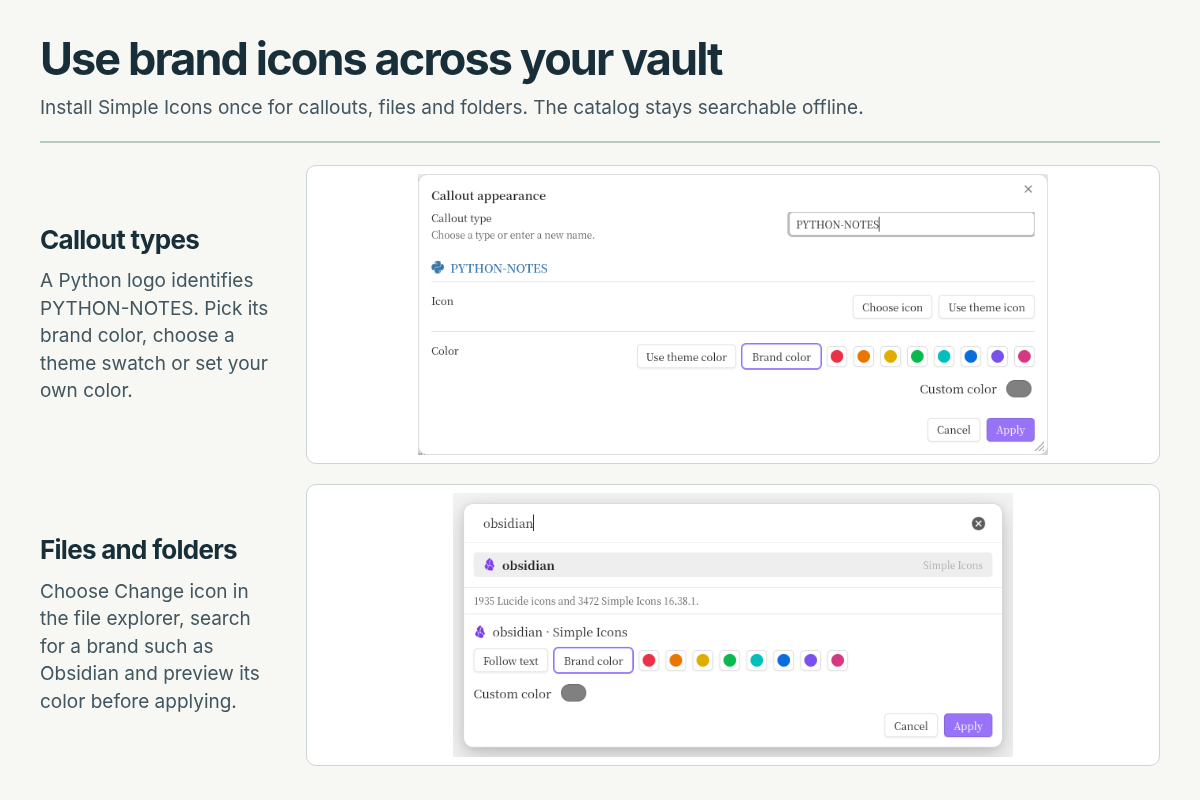 Use brand icons across your vault
Install Simple Icons once for callouts, files and folders. The catalog stays searchable offline.
Callout types
A Python logo identifies
PYTHON-NOTES. Pick its
brand color, choose a
theme swatch or set your
own color.
Callout appearance
Callout type
Choose a type or enter a new name.
PYTHON-NOTES
PYTHON-NOTES
Icon
Choose icon
Use theme icon
Color
Use theme color
Brand color
Custom color
Cancel
Apply
Files and folders
Choose Change icon in
the file explorer, search
for a brand such as
Obsidian and preview its
color before applying.
obsidian
obsidian
Simple Icons
1935 Lucide icons and 3472 Simple Icons 16.38.1.
obsidian · Simple Icons
Follow text
Brand color
Custom color
Cancel
Apply